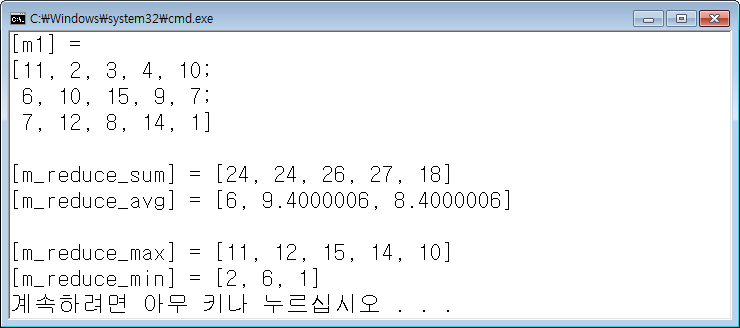 C:₩Windows₩system32₩cmd.exe
[m1] =
[11, 2, 3, 4, 10;
 6, 10, 15, 9, 7;
 7, 12, 8, 14, 1]
[m_reduce_sum] = [24, 24, 26, 27, 18]
[m_reduce_avg] = [6, 9.4000006, 8.4000006]
[m_reduce_max] = [11, 12, 15, 14, 10]
[m_reduce_min] = [2, 6, 1]
계속하려면 아무 키나 누르십시오 . . .